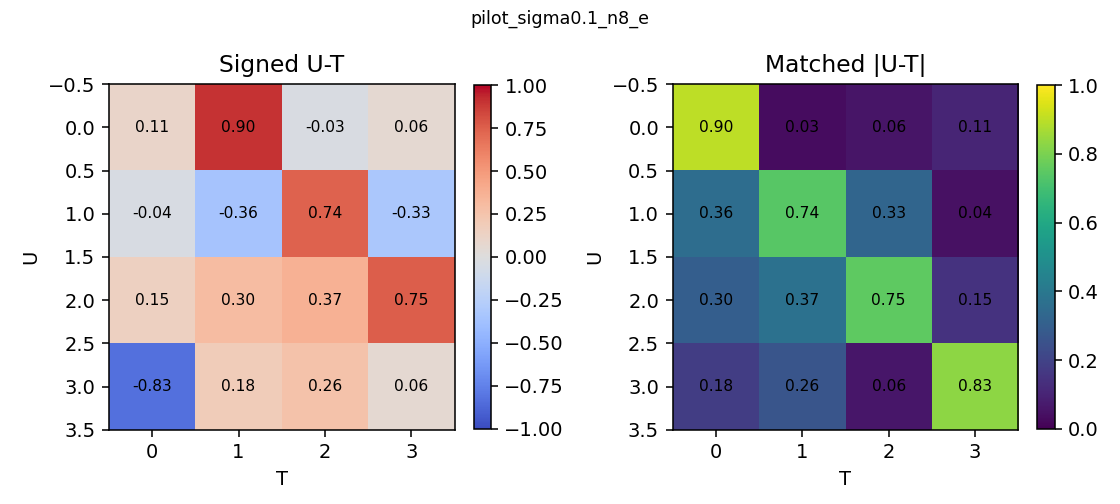 pilot_sigma0.1_n8_e
Signed U-T
−0.5
0.0
0.5
1.0
1.5
2.0
2.5
3.0
3.5
U
0.11 0.90 -0.03 0.06
-0.04 -0.36 0.74 -0.33
0.15 0.30 0.37 0.75
-0.83 0.18 0.26 0.06
0 1 2 3
T
1.00
0.75
0.50
0.25
0.00
−0.25
−0.50
−0.75
−1.00
Matched |U-T|
−0.5
0.0
0.5
1.0
1.5
2.0
2.5
3.0
3.5
U
0.90 0.03 0.06 0.11
0.36 0.74 0.33 0.04
0.30 0.37 0.75 0.15
0.18 0.26 0.06 0.83
0 1 2 3
T
1.0
0.8
0.6
0.4
0.2
0.0